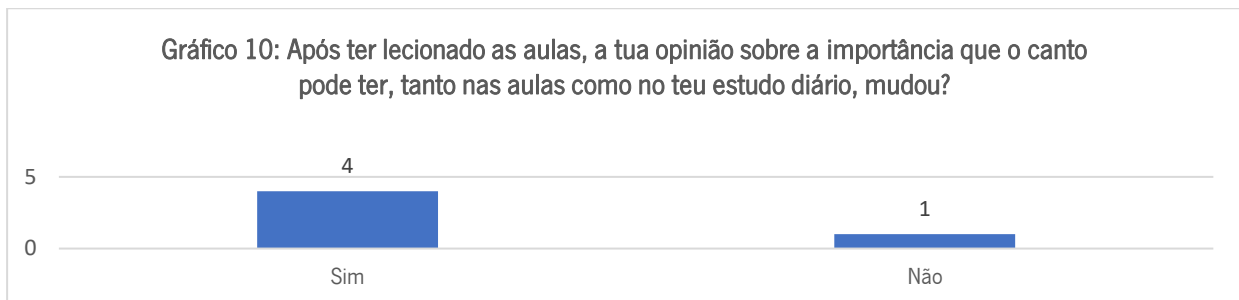 Gráfico 10: Após ter lecionado as aulas, a tua opinião sobre a importância que o canto
pode ter, tanto nas aulas como no teu estudo diário, mudou?
4
5
1
0
Sim
Não